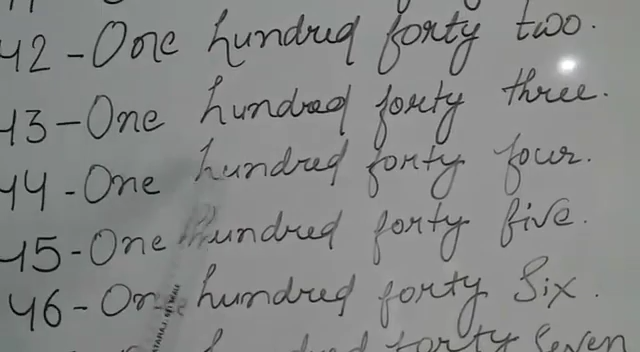 42 - One hundred forty two.
43 - One hundred forty three.
44 - One hundred forty four.
45 - One hundred forty five.
46 - One hundred forty Six.
forty Seven